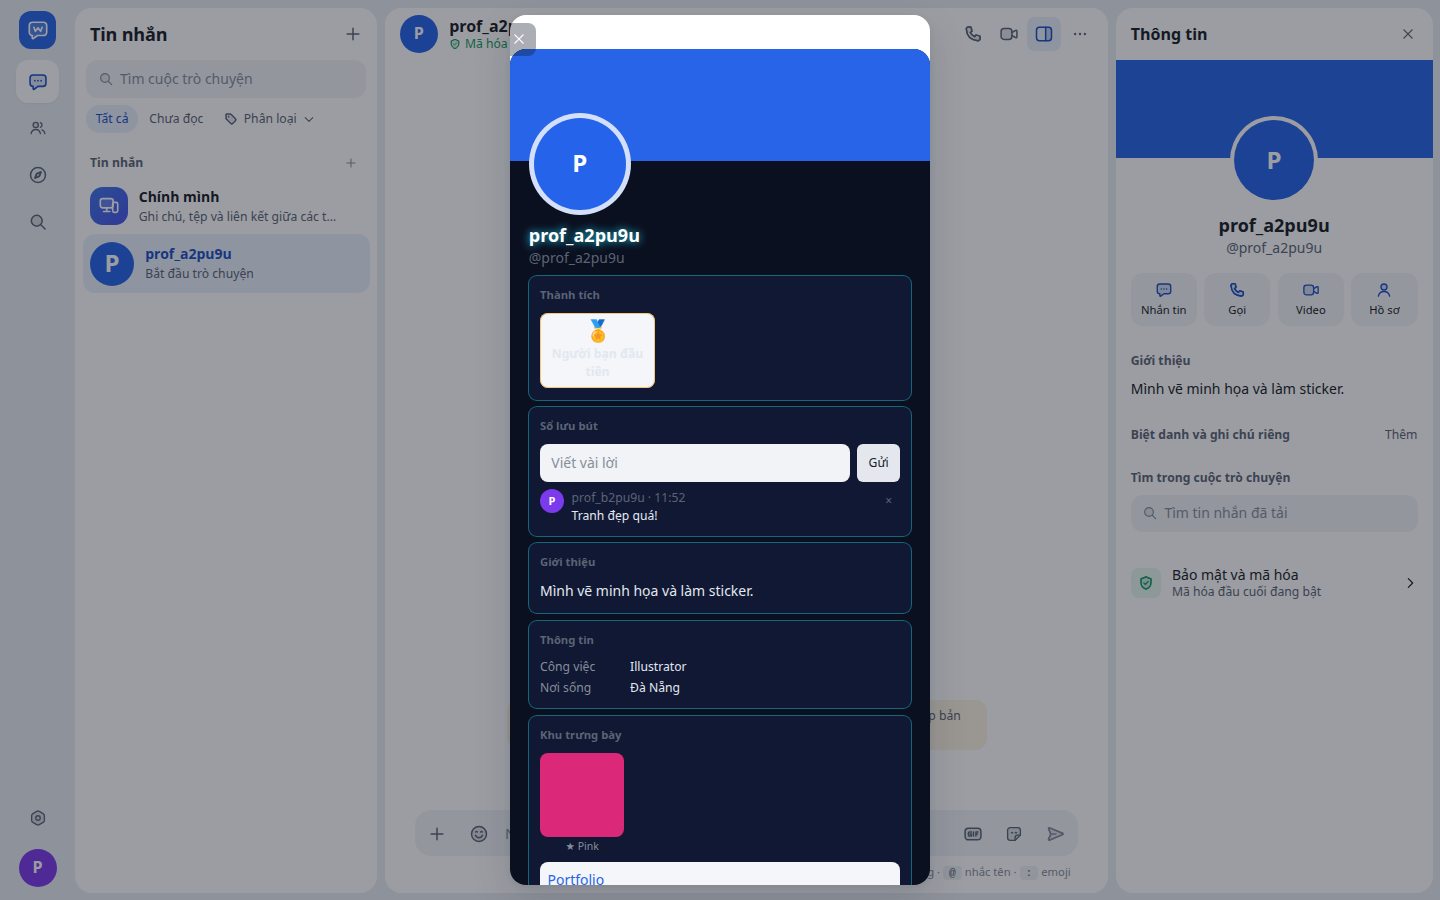 Tin nhắn
Tìm cuộc trò chuyện
Tất cả
Chưa đọc
Phân loại
Tin nhắn
Chính mình
Ghi chú, tệp và liên kết giữa các t...
P
prof_a2pu9u
Bắt đầu trò chuyện
P
P
prof_a2p
Mã hóa
P
prof_a2pu9u
@prof_a2pu9u
Thành tích
Người bạn đầu
tiên
Sổ lưu bút
Viết vài lời
Gửi
P
prof_b2pu9u · 11:52
Tranh đẹp quá!
Giới thiệu
Mình vẽ minh họa và làm sticker.
Thông tin
Công việc Illustrator
Nơi sống Đà Nẵng
Khu trưng bày
★ Pink
Portfolio
p bản
GIF
g · @ nhắc tên · : emoji
Thông tin
P
prof_a2pu9u
@prof_a2pu9u
Nhắn tin
Gọi
Video
Hồ sơ
Giới thiệu
Mình vẽ minh họa và làm sticker.
Biệt danh và ghi chú riêng
Thêm
Tìm trong cuộc trò chuyện
Tìm tin nhắn đã tải
Bảo mật và mã hóa
Mã hóa đầu cuối đang bật